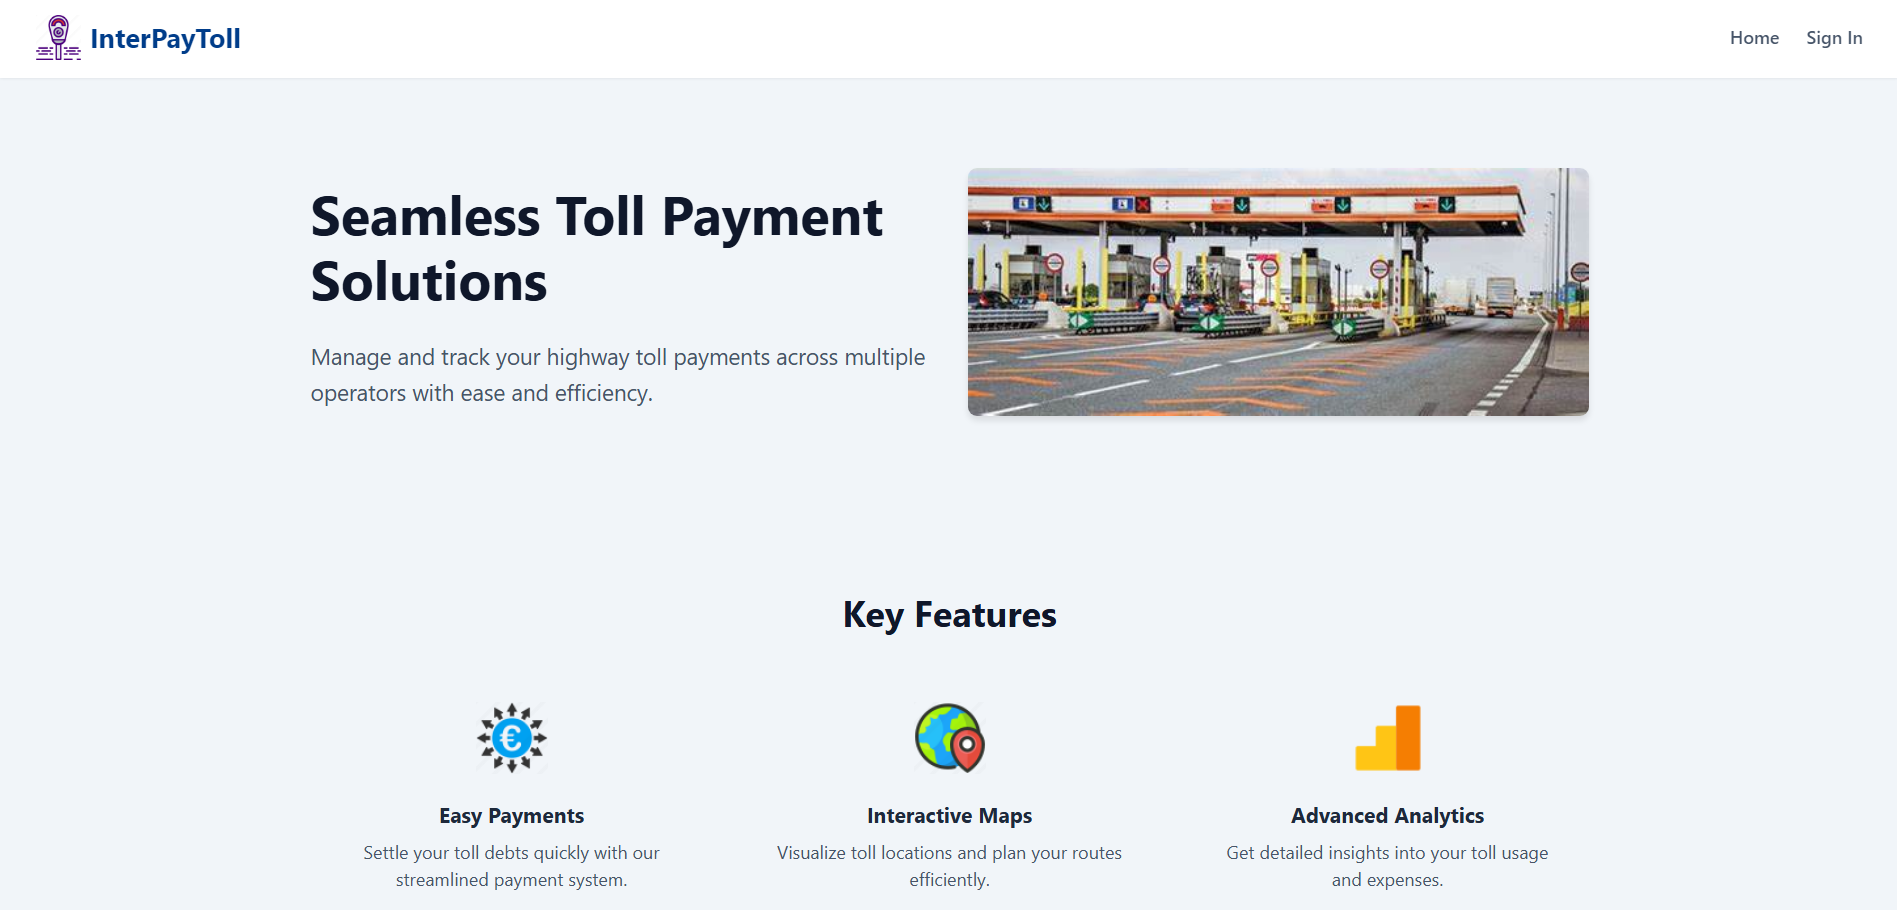 InterPayToll
Home
Sign In
Seamless Toll Payment
Solutions
Manage and track your highway toll payments across multiple
operators with ease and efficiency.
Key Features
€
Easy Payments
Settle your toll debts quickly with our
streamlined payment system.
Interactive Maps
Visualize toll locations and plan your routes
efficiently.
Advanced Analytics
Get detailed insights into your toll usage
and expenses.